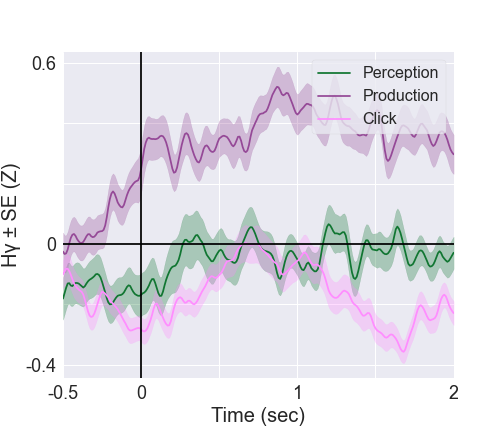 0.6
Perception
Production
Click
Hγ ± SE (Z)
0
-0.4
-0.5 0 1 2
Time (sec)